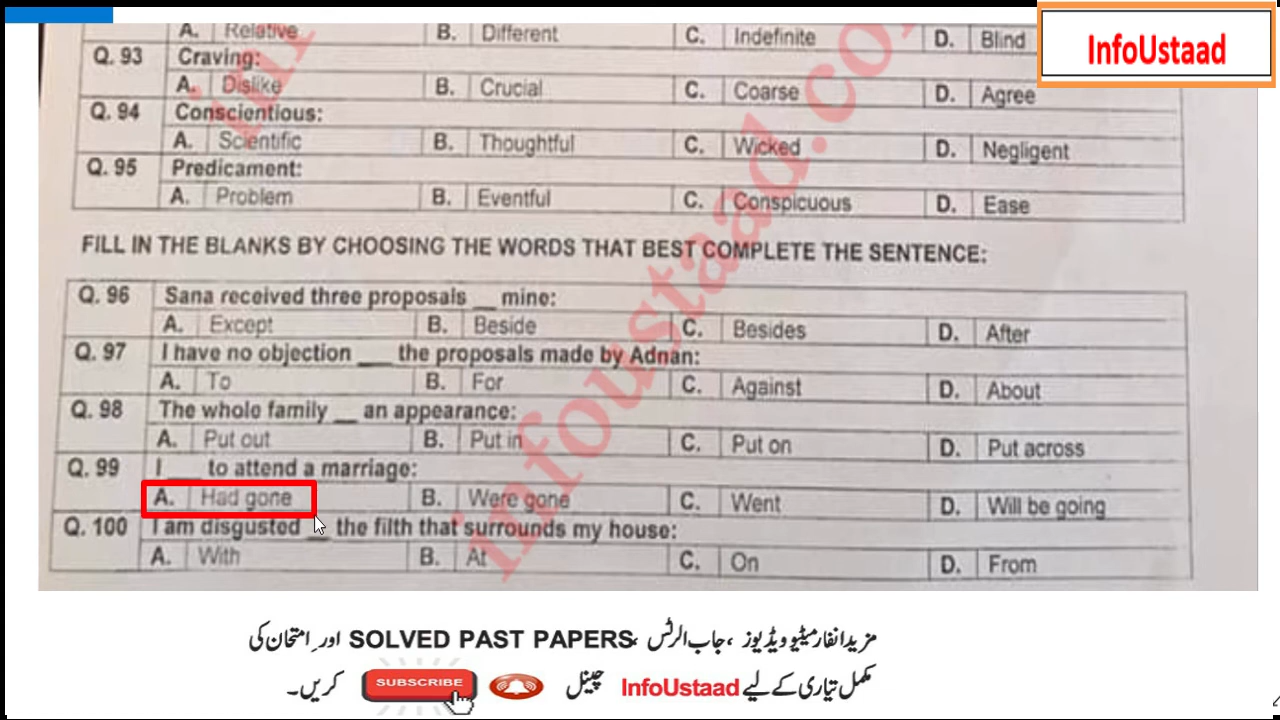 InfoUstaad
A. Relative B. Different C. Indefinite D. Blind
Q. 93 Craving:
A. Dislike B. Crucial C. Coarse D. Agree
Q. 94 Conscientious:
A. Scientific B. Thoughtful C. Wicked D. Negligent
Q. 95 Predicament:
A. Problem B. Eventful C. Conspicuous D. Ease
FILL IN THE BLANKS BY CHOOSING THE WORDS THAT BEST COMPLETE THE SENTENCE:
Q. 96 Sana received three proposals __ mine:
A. Except B. Beside C. Besides D. After
Q. 97 I have no objection ___ the proposals made by Adnan:
A. To B. For C. Against D. About
Q. 98 The whole family __ an appearance:
A. Put out B. Put in C. Put on D. Put across
Q. 99 I ___ to attend a marriage:
A. Had gone B. Were gone C. Went D. Will be going
Q. 100 I am disgusted __ the filth that surrounds my house:
A. With B. At C. On D. From
infoustaad.com
مزید انفارمیٹیو ویڈیوز ،جاب الرٹس، SOLVED PAST PAPERS اور امتحان کی
مکمل تیاری کے لیے InfoUstaad چینل SUBSCRIBE کریں۔